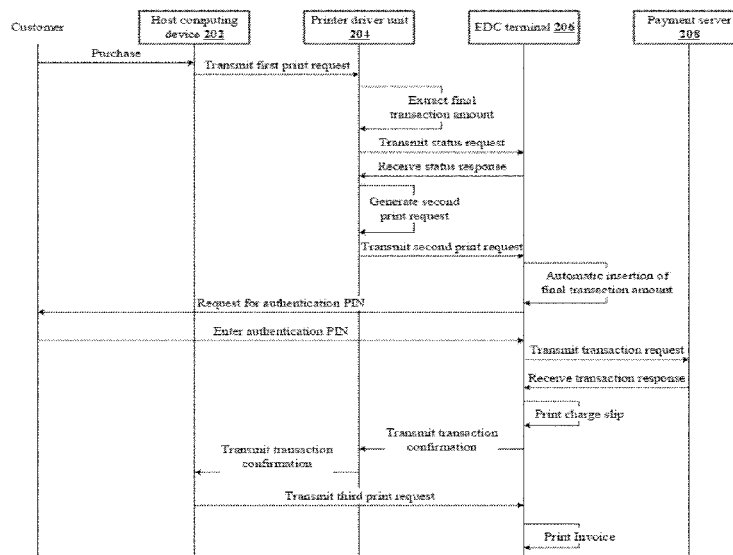 Customer
Host computing
device 202
Printer driver unit
204
EDC terminal 206
Payment server
208
Purchase
Transmit first print request
Extract final
transaction amount
Transmit status request
Receive status response
Generate second
print request
Transmit second print request
Automatic insertion of
final transaction amount
Request for authentication PIN
Enter authentication PIN
Transmit transaction request
Receive transaction response
Print charge slip
Transmit transaction
confirmation
Transmit transaction
confirmation
Transmit third print request
Print Invoice